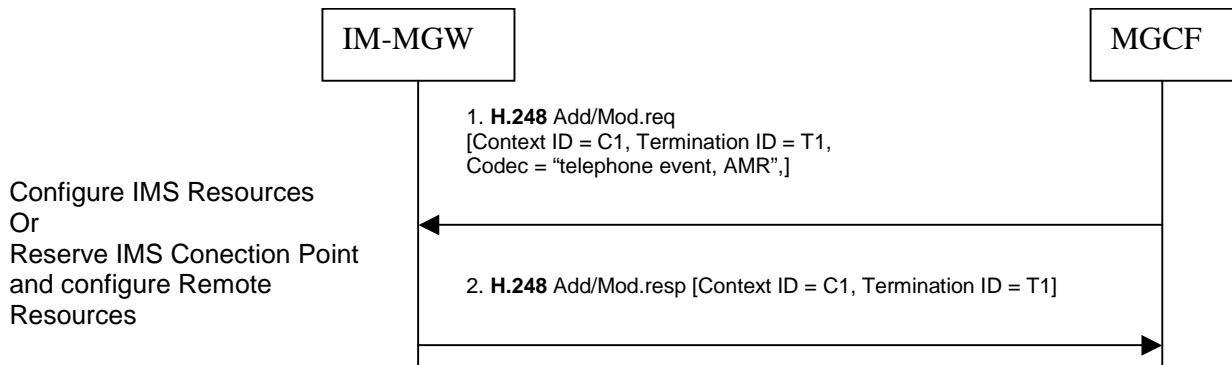 IM-MGW
MGCF
1. H.248 Add/Mod.req
[Context ID = C1, Termination ID = T1,
Codec = “telephone event, AMR”,]
Configure IMS Resources
Or
Reserve IMS Conection Point
and configure Remote
Resources
2. H.248 Add/Mod.resp [Context ID = C1, Termination ID = T1]